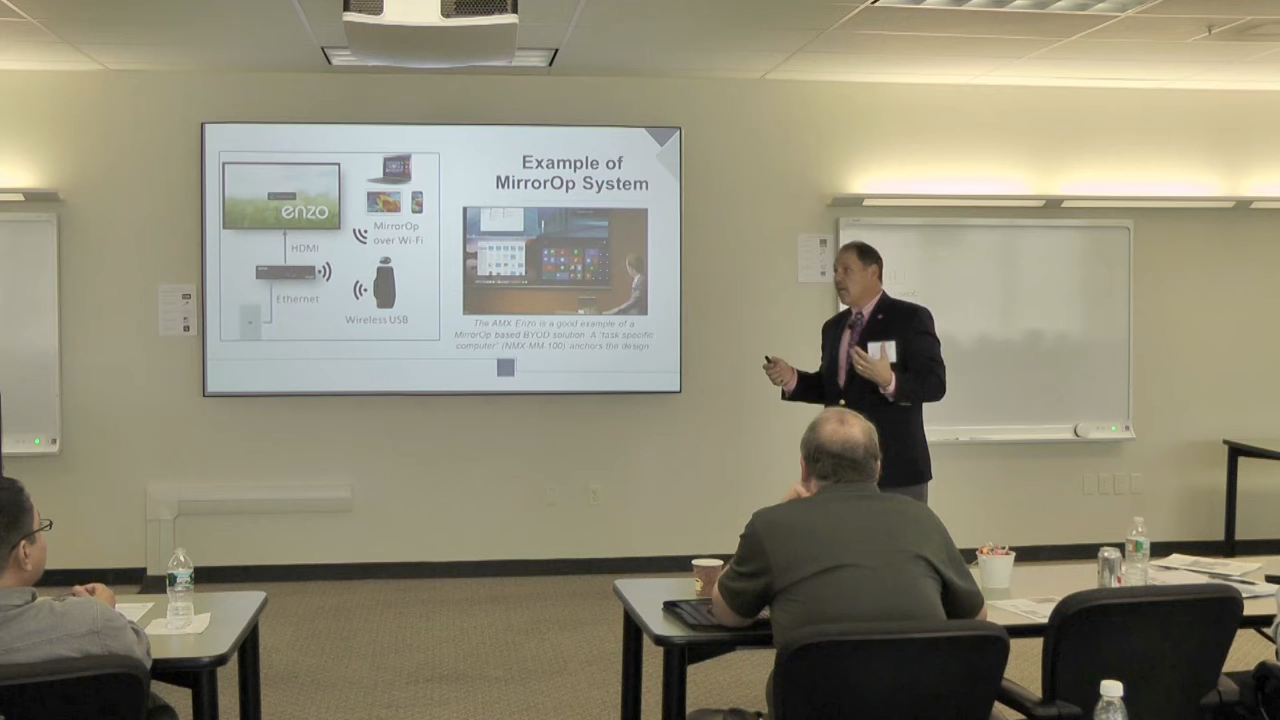 Example of
MirrorOp System
enzo
MirrorOp
over Wi-Fi
HDMI
Ethernet
Wireless USB
The AMX Enzo is a good example of a
MirrorOp based BYOD solution. A "task specific
computer" (NMX-MM-100) anchors the design